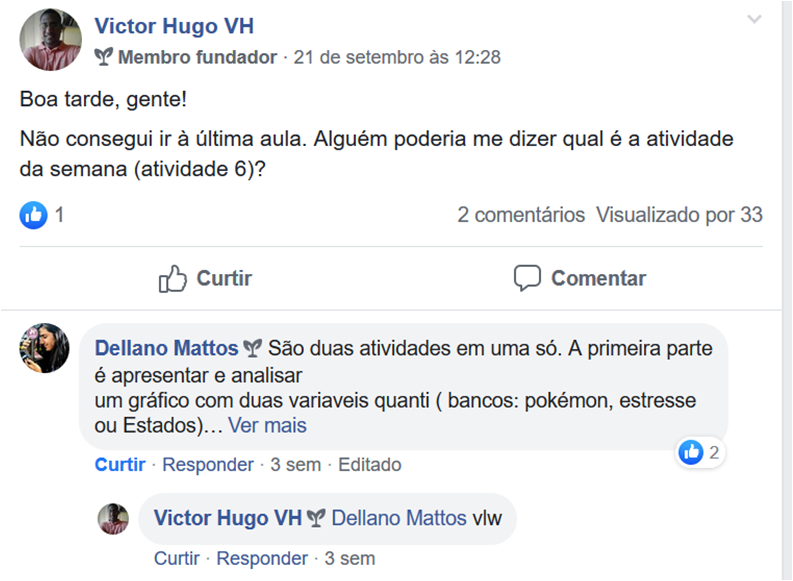 Victor Hugo VH
Membro fundador · 21 de setembro às 12:28
Boa tarde, gente!
Não consegui ir à última aula. Alguém poderia me dizer qual é a atividade
da semana (atividade 6)?
1
2 comentários Visualizado por 33
Curtir Comentar
Dellano Mattos São duas atividades em uma só. A primeira parte
é apresentar e analisar
um gráfico com duas variaveis quanti ( bancos: pokémon, estresse
ou Estados)… Ver mais
2
Curtir · Responder · 3 sem · Editado
Victor Hugo VH Dellano Mattos vlw
Curtir · Responder · 3 sem